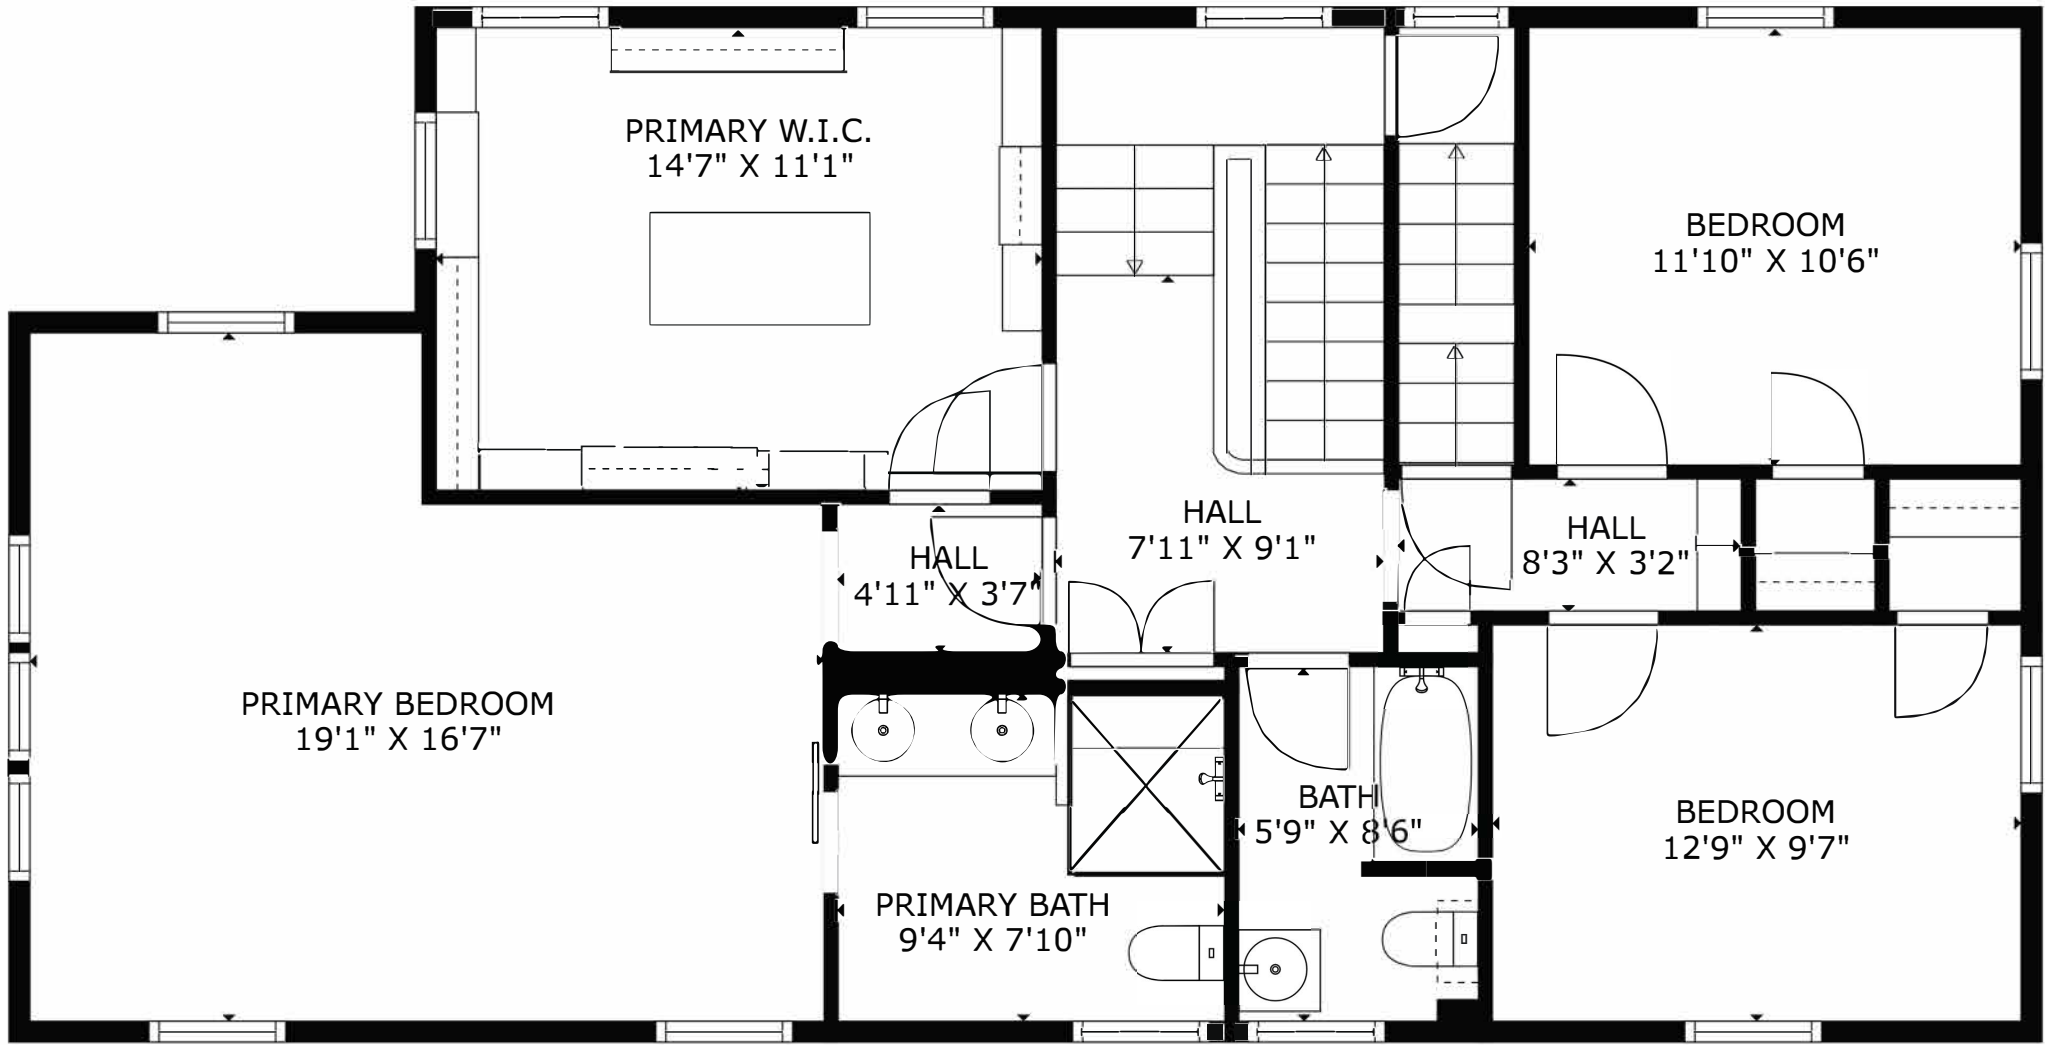 PRIMARY W.I.C.
14'7" X 11'1"
BEDROOM
11'10" X 10'6"
HALL
7'11" X 9'1"
HALL
8'3" X 3'2"
HALL
4'11" X 3'7"
PRIMARY BEDROOM
19'1" X 16'7"
BATH
5'9" X 8'6"
BEDROOM
12'9" X 9'7"
PRIMARY BATH
9'4" X 7'10"